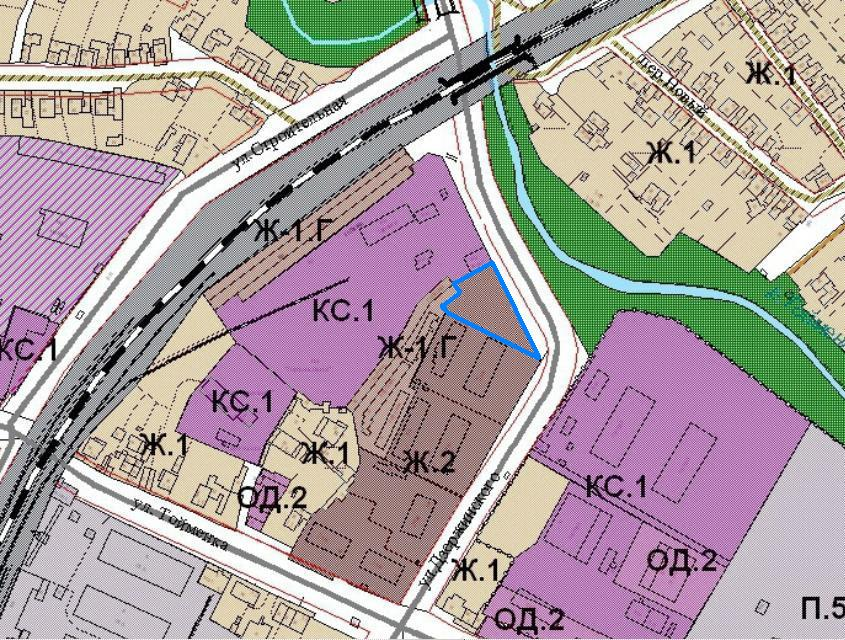 Ж.1
пер.Новый
ул.Строительная
Ж.1
Ж-1.Г
КС.1
Ж-1.Г
КС.1
КС.1
Ж.1
Ж.1
Ж.2
КС.1
ОД.2
ул. Тойменка
ул.Дзержинского
ОД.2
Ж.1
П.5
ОД.2